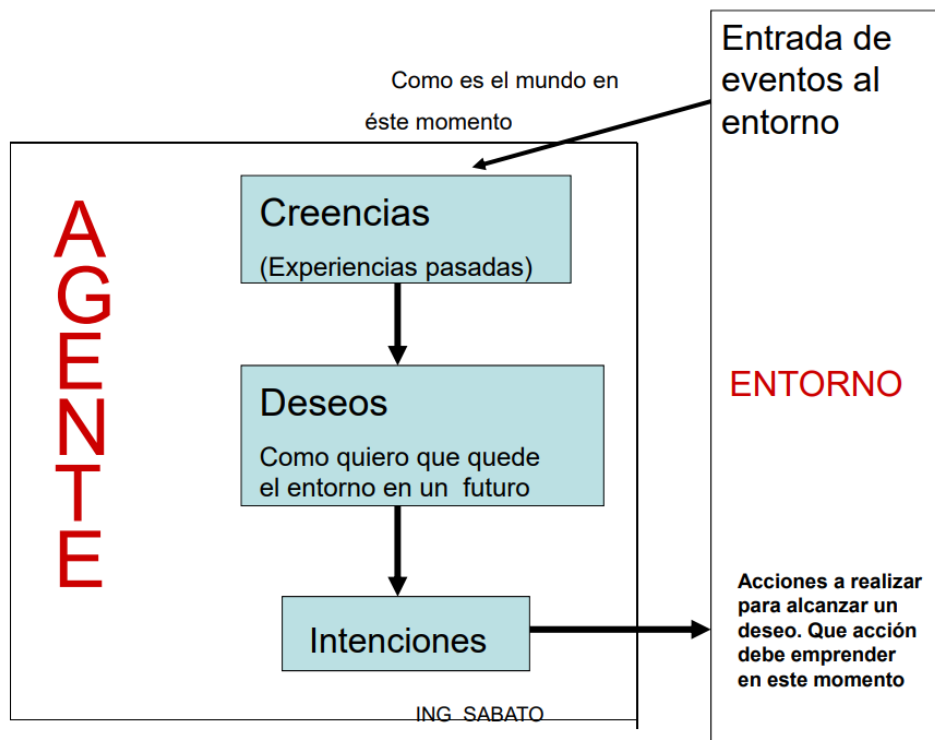 Entrada de
eventos al
entorno
Como es el mundo en
éste momento
AGENTE
Creencias
(Experiencias pasadas)
Deseos
Como quiero que quede
el entorno en un futuro
ENTORNO
Intenciones
Acciones a realizar
para alcanzar un
deseo. Que acción
debe emprender
en este momento
ING SABATO